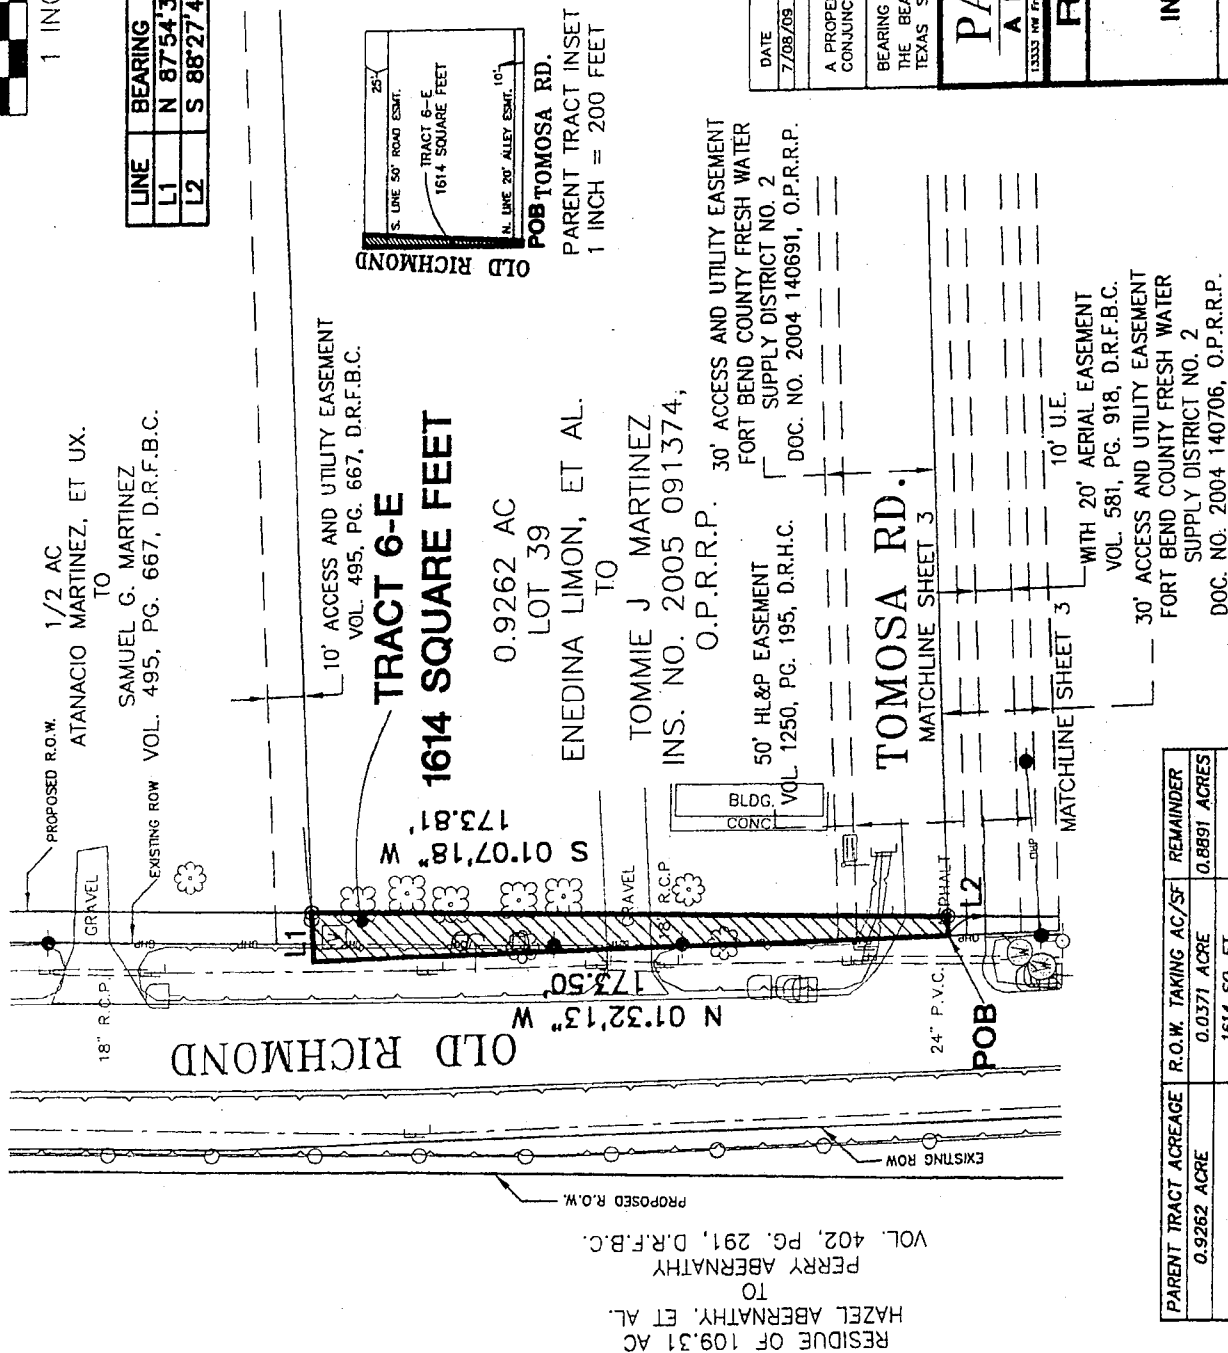 1 INC
LINE BEARING
L1 N 87°54'3
L2 S 88°27'4
25'
S. LINE 50' ROAD ESMT.
TRACT 6-E
1614 SQUARE FEET
N. LINE 20' ALLEY ESMT.
10'
OLD RICHMOND
POB TOMOSA RD.
PARENT TRACT INSET
1 INCH = 200 FEET
DATE
7/08/09
A PROPE
CONJUNC
BEARING
THE BEA
TEXAS S
PA
A
13333 NW Fr
R
IN
PROPOSED R.O.W.
1/2 AC
ATANACIO MARTINEZ, ET UX.
TO
SAMUEL G. MARTINEZ
VOL. 495, PG. 667, D.R.F.B.C.
EXISTING ROW
GRAVEL
18" R.C.P.
10' ACCESS AND UTILITY EASEMENT
VOL. 495, PG. 667, D.R.F.B.C.
TRACT 6-E
1614 SQUARE FEET
0.9262 AC
LOT 39
ENEDINA LIMON, ET AL.
TO
TOMMIE J MARTINEZ
INS. NO. 2005 091374,
O.P.R.R.P.
S 01°07'18" W
173.81'
L1
N 01°32'13" W
173.50'
OLD RICHMOND
GRAVEL
18" R.C.P
BLDG.
CONC.
50' HL&P EASEMENT
VOL. 1250, PG. 195, D.R.H.C.
30' ACCESS AND UTILITY EASEMENT
FORT BEND COUNTY FRESH WATER
SUPPLY DISTRICT NO. 2
DOC. NO. 2004 140691, O.P.R.R.P.
TOMOSA RD.
MATCHLINE SHEET 3
ASPHALT
L2
24" P.V.C.
POB
OHP
MATCHLINE SHEET 3
10' U.E.
WITH 20' AERIAL EASEMENT
VOL. 581, PG. 918, D.R.F.B.C.
30' ACCESS AND UTILITY EASEMENT
FORT BEND COUNTY FRESH WATER
SUPPLY DISTRICT NO. 2
DOC. NO. 2004 140706, O.P.R.R.P.
EXISTING ROW
PROPOSED R.O.W.
RESIDUE OF 109.31 AC
HAZEL ABERNATHY, ET AL.
TO
PERRY ABERNATHY
VOL. 402, PG. 291, D.R.F.B.C.
PARENT TRACT ACREAGE R.O.W. TAKING AC/SF REMAINDER
0.9262 ACRE 0.0371 ACRE 0.8891 ACRES
1614 SQ. FT.